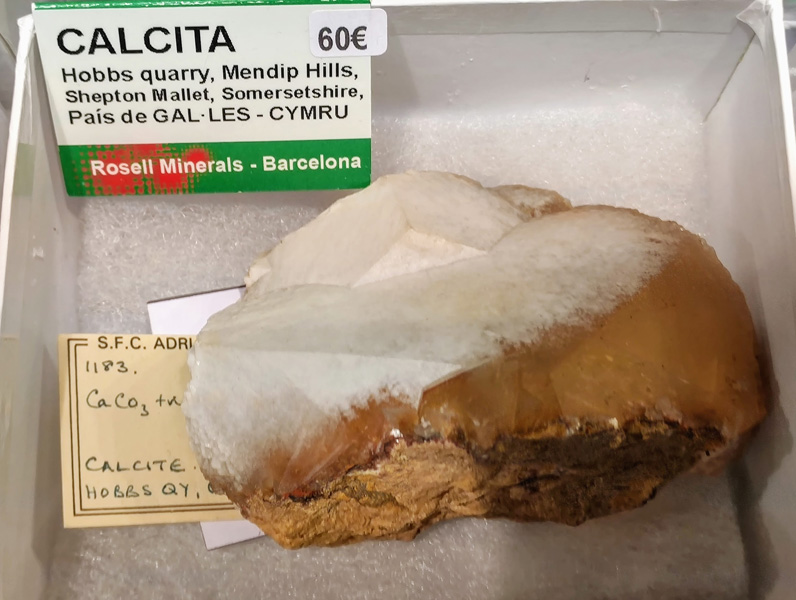 CALCITA
60€
Hobbs quarry, Mendip Hills,
Shepton Mallet, Somersetshire,
País de GAL·LES - CYMRU
Rosell Minerals - Barcelona
S.F.C. ADRI
1183.
CaCO₃ +
CALCITE.
HOBBS QY,